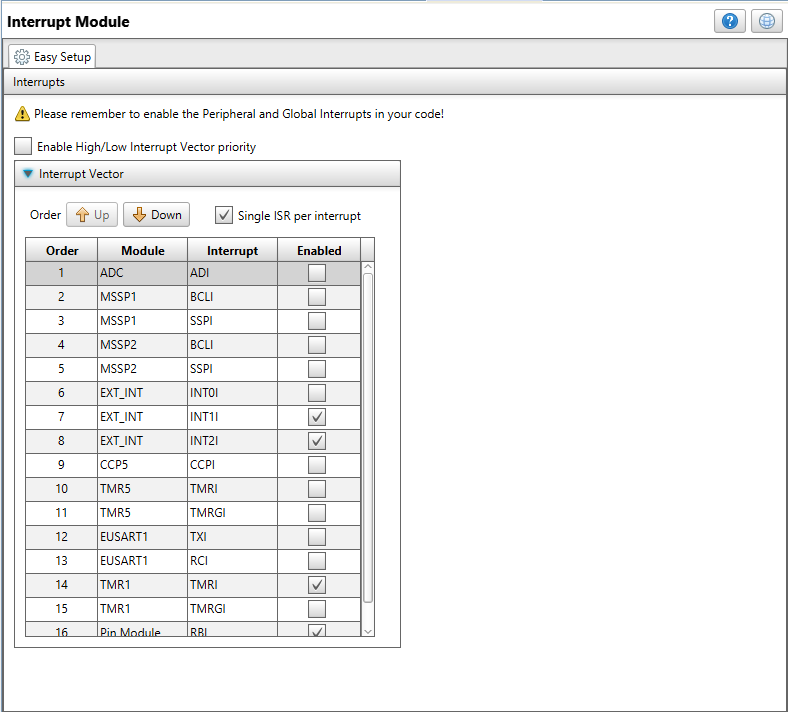 Interrupt Module
Easy Setup
Interrupts
Please remember to enable the Peripheral and Global Interrupts in your code!
Enable High/Low Interrupt Vector priority
Interrupt Vector
Order Up Down Single ISR per interrupt
Order Module Interrupt Enabled
1 ADC ADI
2 MSSP1 BCLI
3 MSSP1 SSPI
4 MSSP2 BCLI
5 MSSP2 SSPI
6 EXT_INT INT0I
7 EXT_INT INT1I
8 EXT_INT INT2I
9 CCP5 CCPI
10 TMR5 TMRI
11 TMR5 TMRGI
12 EUSART1 TXI
13 EUSART1 RCI
14 TMR1 TMRI
15 TMR1 TMRGI
16 Pin Module RBI